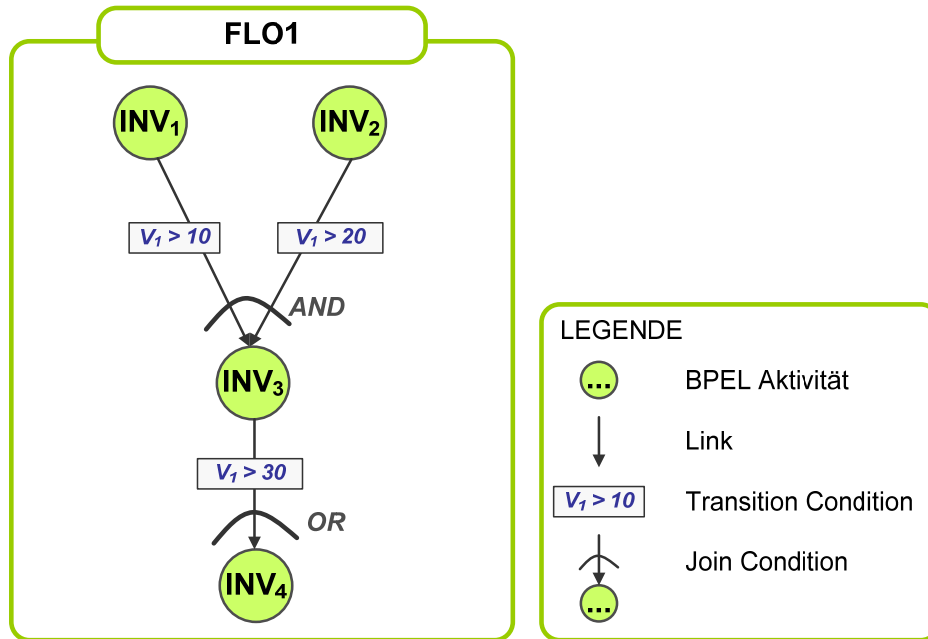 FLO1
INV₁
INV₂
V₁ > 10
V₁ > 20
AND
INV₃
V₁ > 30
OR
INV₄
LEGENDE
...
BPEL Aktivität
Link
V₁ > 10
Transition Condition
Join Condition
...